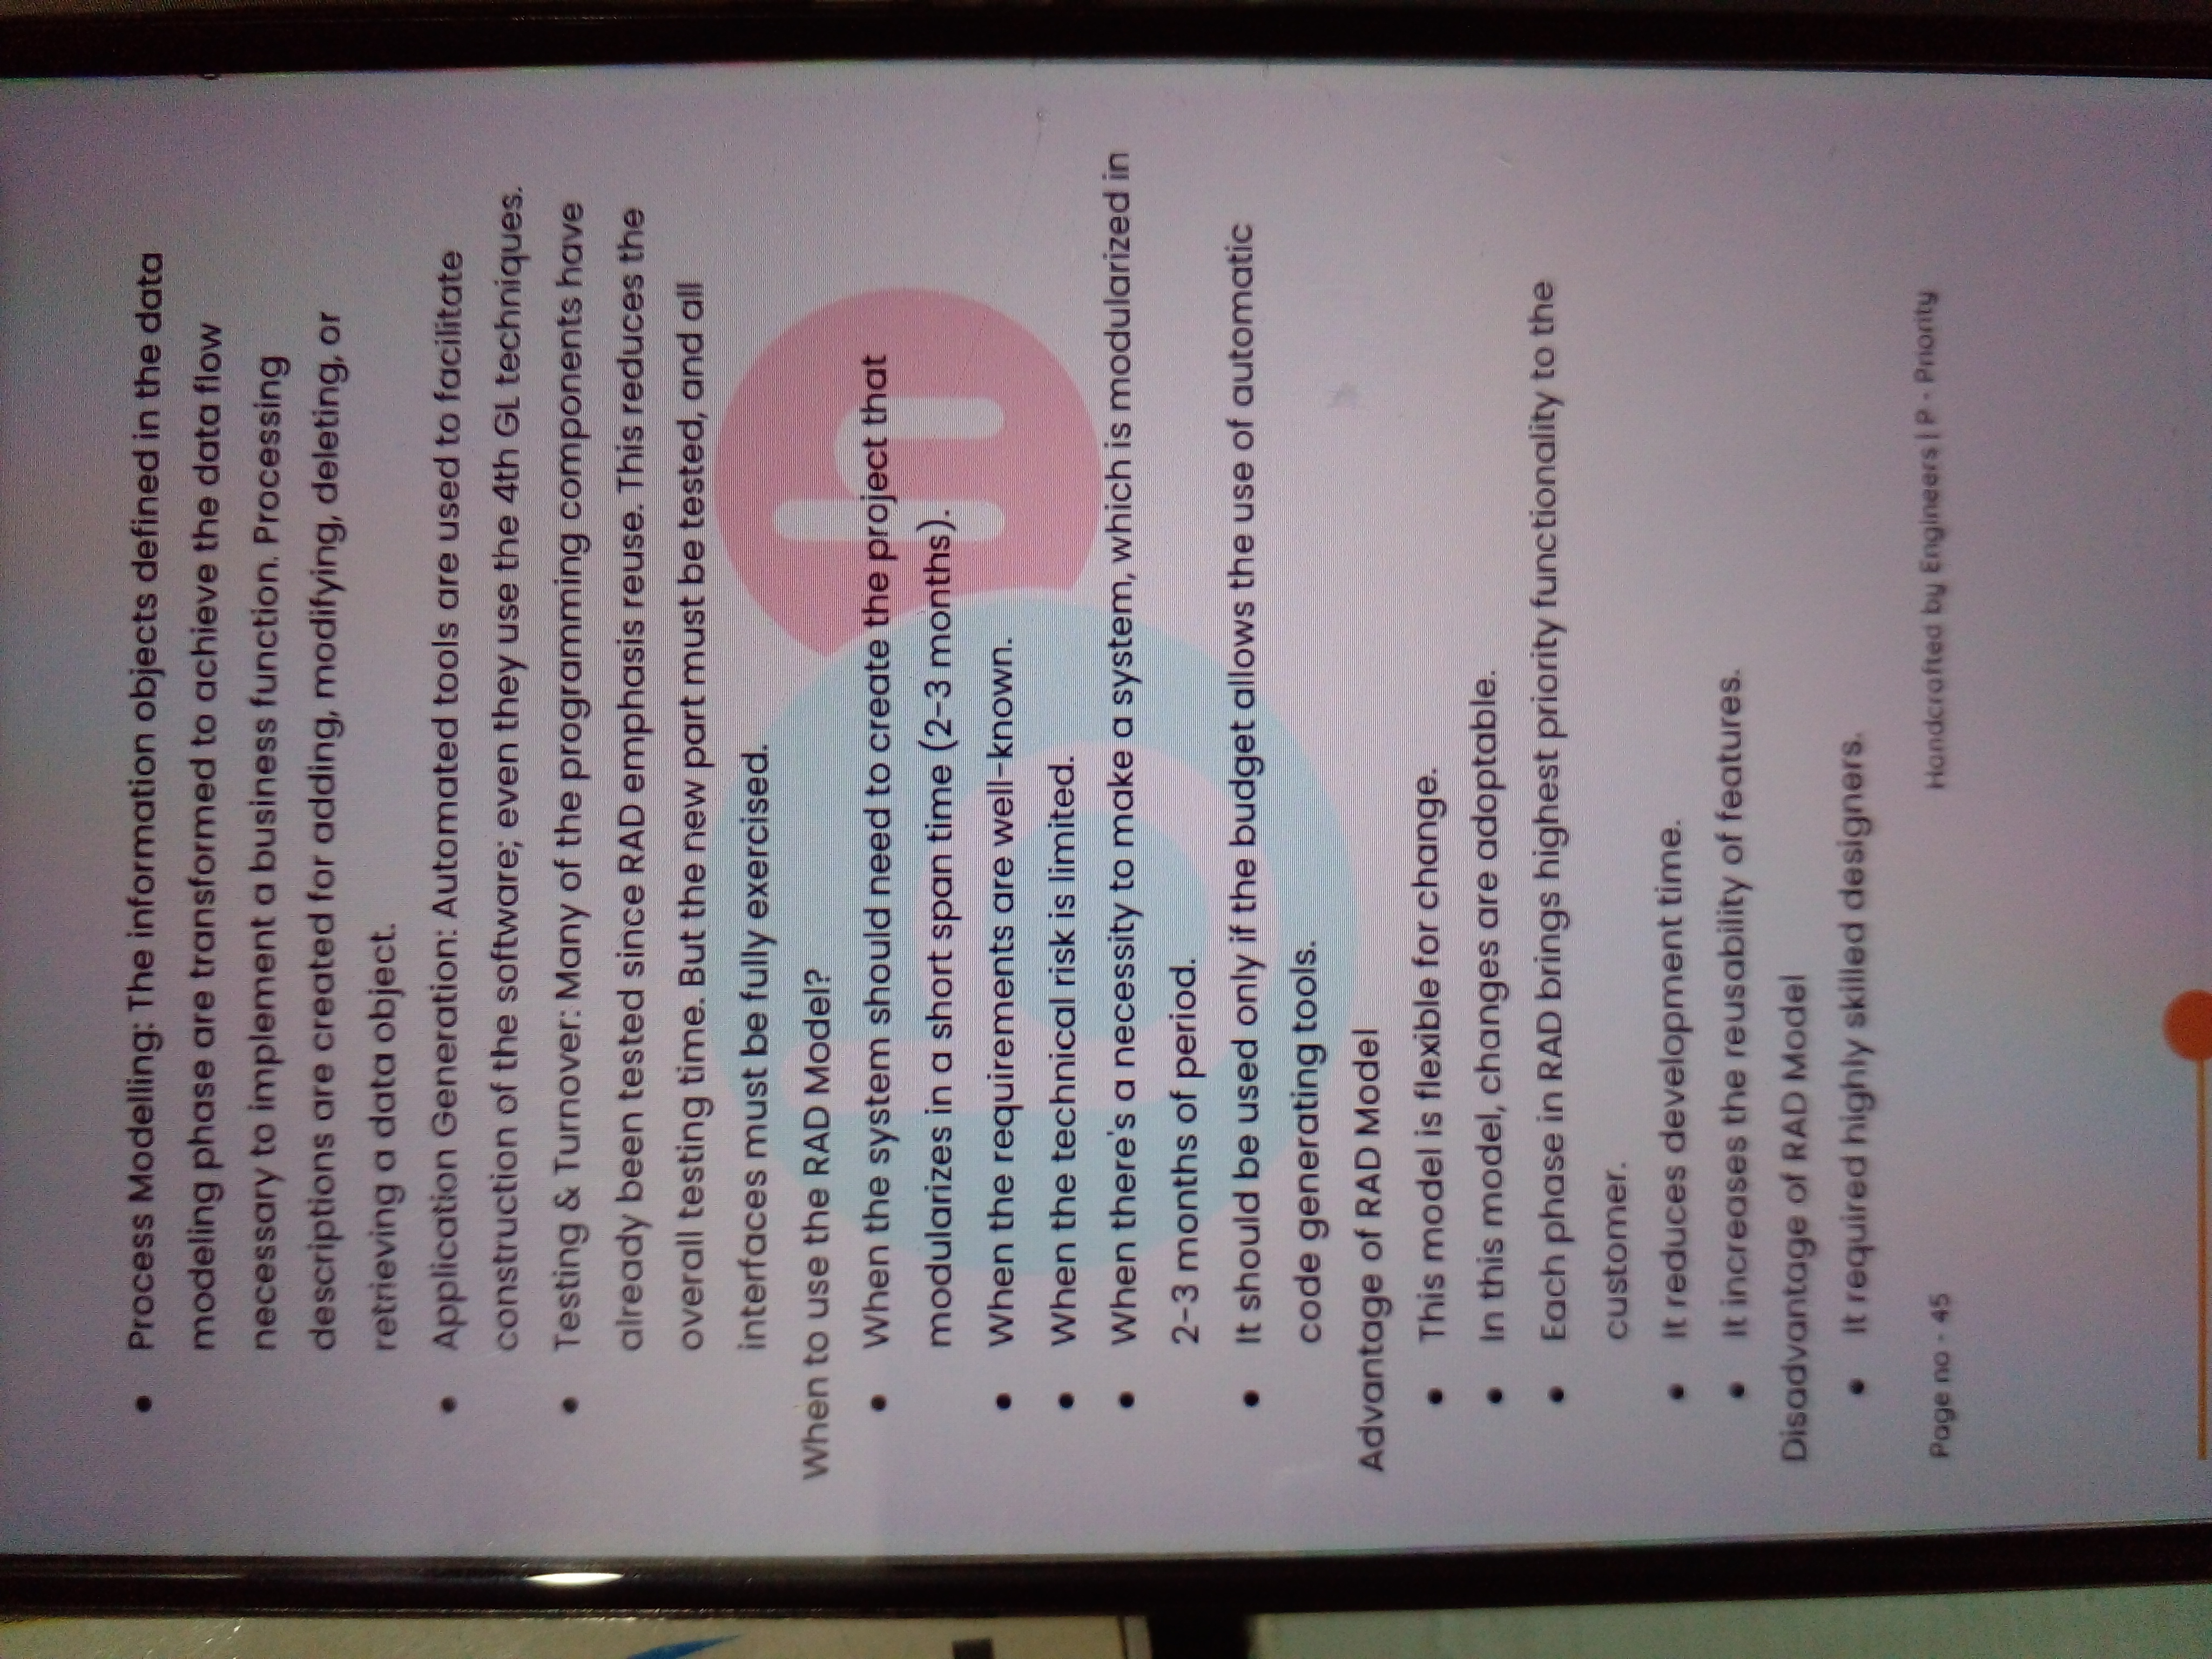 • Process Modelling: The information objects defined in the data
modeling phase are transformed to achieve the data flow
necessary to implement a business function. Processing
descriptions are created for adding, modifying, deleting, or
retrieving a data object.
• Application Generation: Automated tools are used to facilitate
construction of the software; even they use the 4th GL techniques.
• Testing & Turnover: Many of the programming components have
already been tested since RAD emphasis reuse. This reduces the
overall testing time. But the new part must be tested, and all
interfaces must be fully exercised.
When to use the RAD Model?
• When the system should need to create the project that
modularizes in a short span time (2-3 months).
• When the requirements are well-known.
• When the technical risk is limited.
• When there's a necessity to make a system, which is modularized in
2-3 months of period.
• It should be used only if the budget allows the use of automatic
code generating tools.
Advantage of RAD Model
• This model is flexible for change.
• In this model, changes are adoptable.
• Each phase in RAD brings highest priority functionality to the
customer.
• It reduces development time.
• It increases the reusability of features.
Disadvantage of RAD Model
• It required highly skilled designers.
Page no - 45 Handcrafted by Engineers | P - Priority
b h